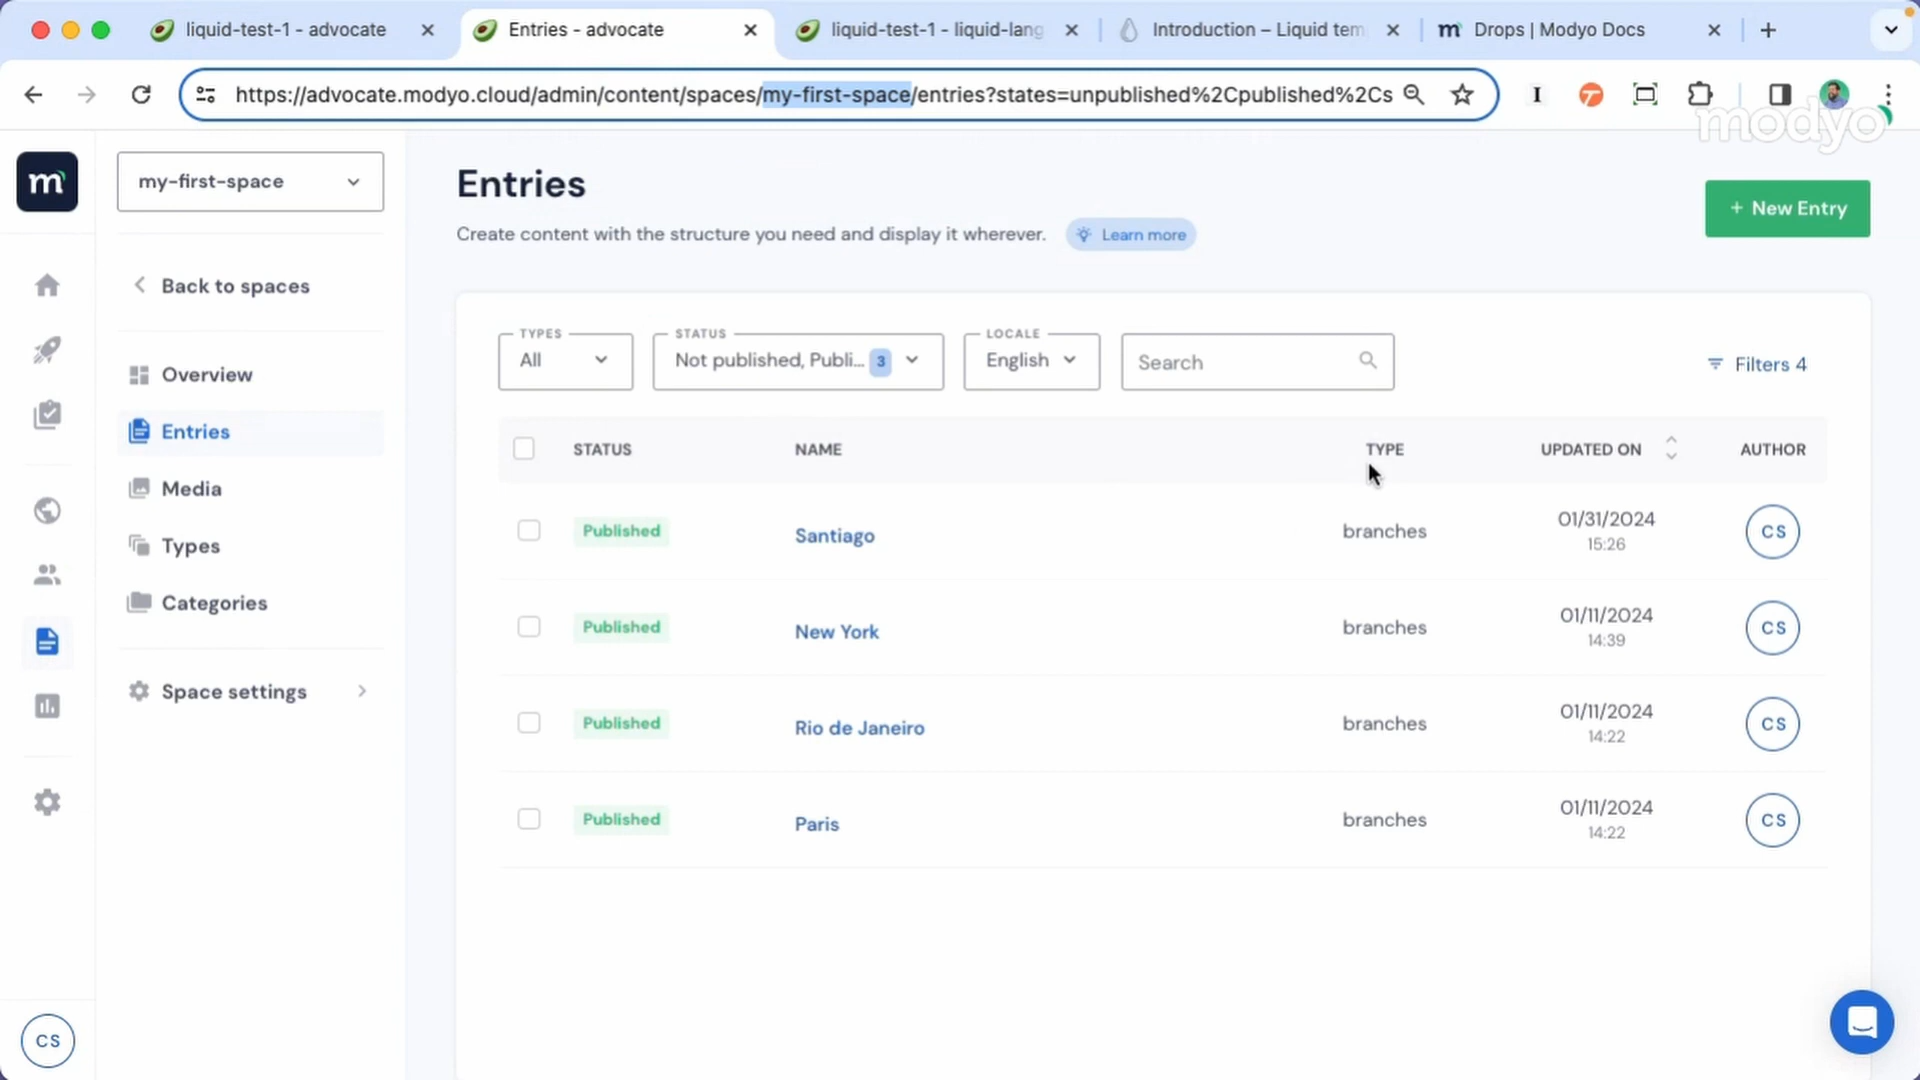 liquid-test-1 - advocate
Entries - advocate
liquid-test-1 - liquid-lang
Introduction – Liquid tem
Drops | Modyo Docs
https://advocate.modyo.cloud/admin/content/spaces/my-first-space/entries?states=unpublished%2Cpublished%2Cs
modyo
m
my-first-space
Back to spaces
Overview
Entries
Media
Types
Categories
Space settings
CS
Entries
Create content with the structure you need and display it wherever.
Learn more
+ New Entry
TYPES
All
STATUS
Not published, Publi... 3
LOCALE
English
Search
Filters 4
STATUS NAME TYPE UPDATED ON AUTHOR
Published Santiago branches 01/31/2024 15:26 CS
Published New York branches 01/11/2024 14:39 CS
Published Rio de Janeiro branches 01/11/2024 14:22 CS
Published Paris branches 01/11/2024 14:22 CS